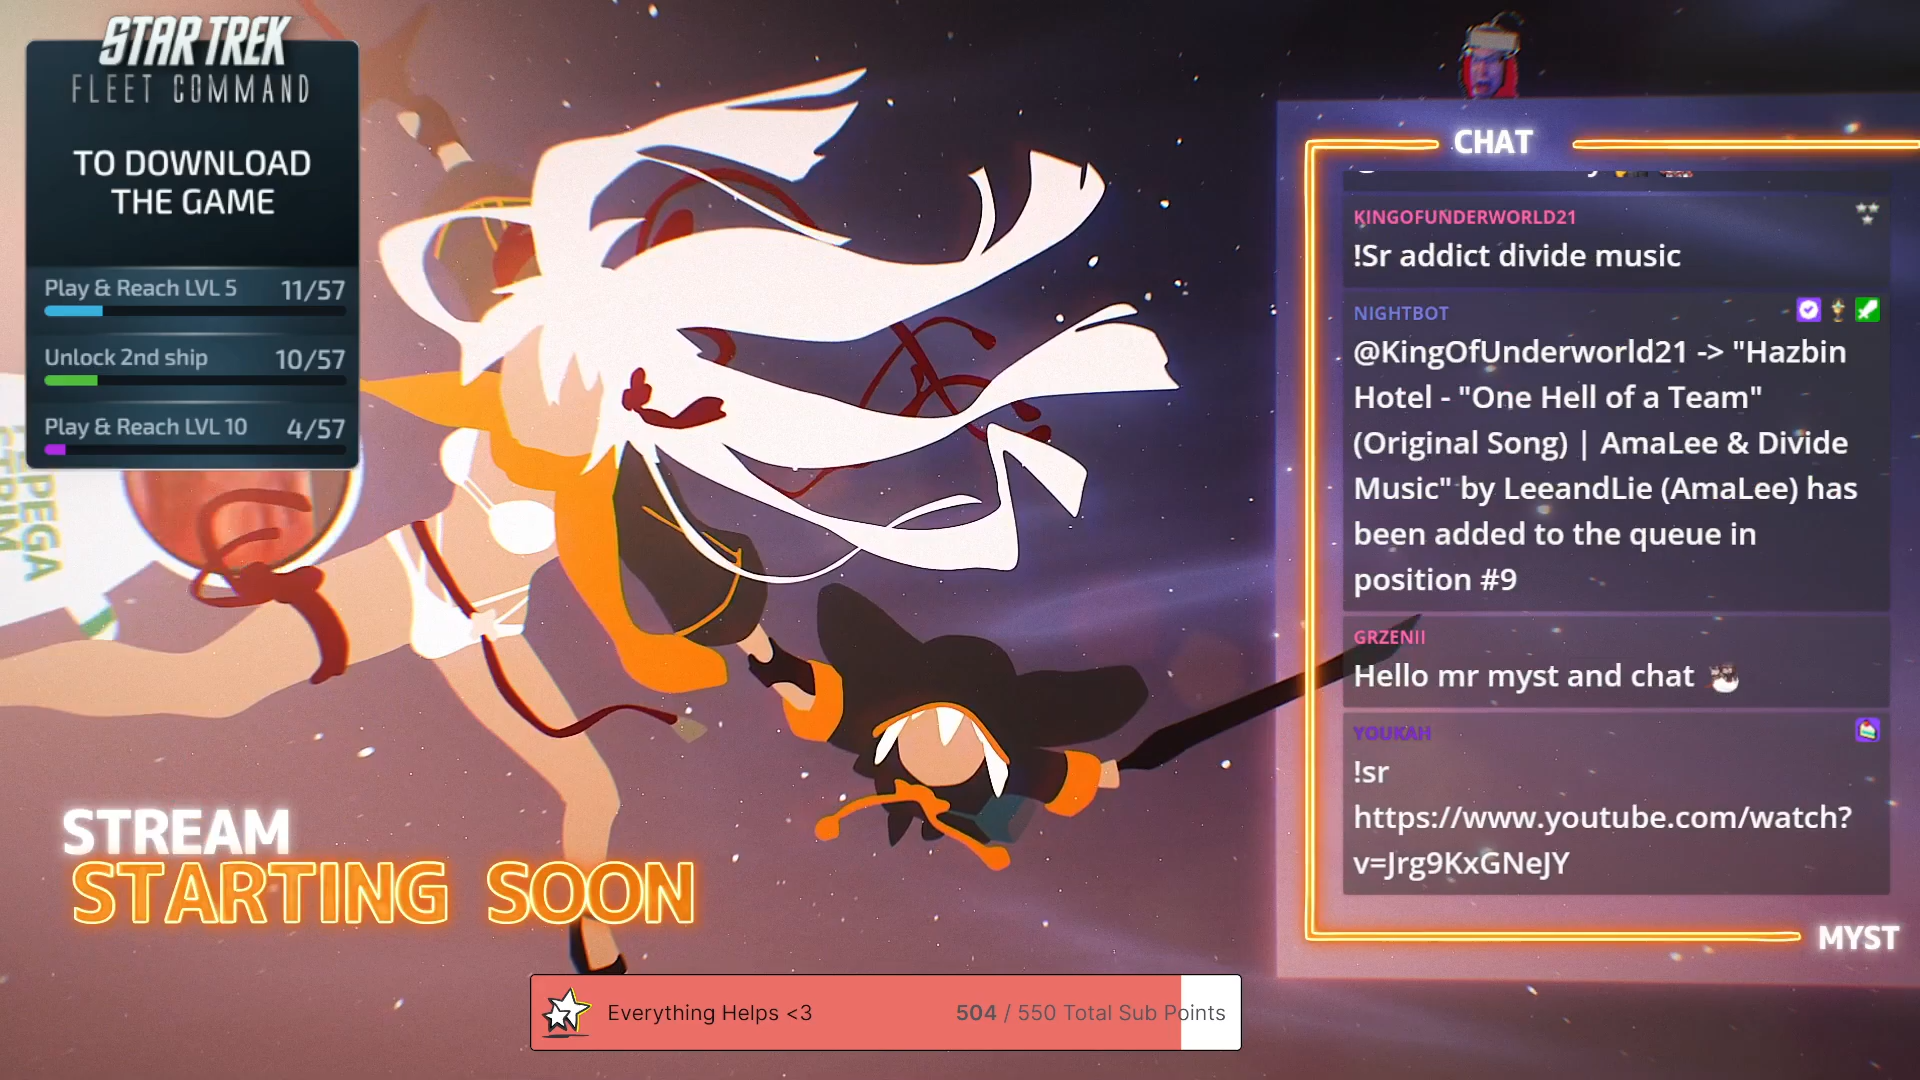 STAR TREK
FLEET COMMAND
TO DOWNLOAD
THE GAME
Play & Reach LVL 5 11/57
Unlock 2nd ship 10/57
Play & Reach LVL 10 4/57
PEGA
STRIM
STREAM
STARTING SOON
Everything Helps <3 504 / 550 Total Sub Points
CHAT
KINGOFUNDERWORLD21
!Sr addict divide music
NIGHTBOT
@KingOfUnderworld21 -> "Hazbin
Hotel - "One Hell of a Team"
(Original Song) | AmaLee & Divide
Music" by LeeandLie (AmaLee) has
been added to the queue in
position #9
GRZENII
Hello mr myst and chat
YOUKAH
!sr
https://www.youtube.com/watch?
v=Jrg9KxGNeJY
MYST